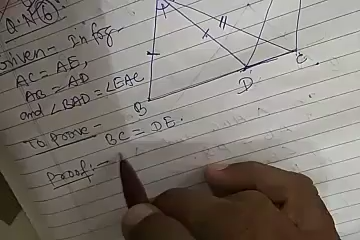 Q.N(6)
Given:- In fig-
AC = AE,
AB = AD
and ∠BAD = ∠EAC
To Prove-
BC = DE.
Proof:-
B
D
C